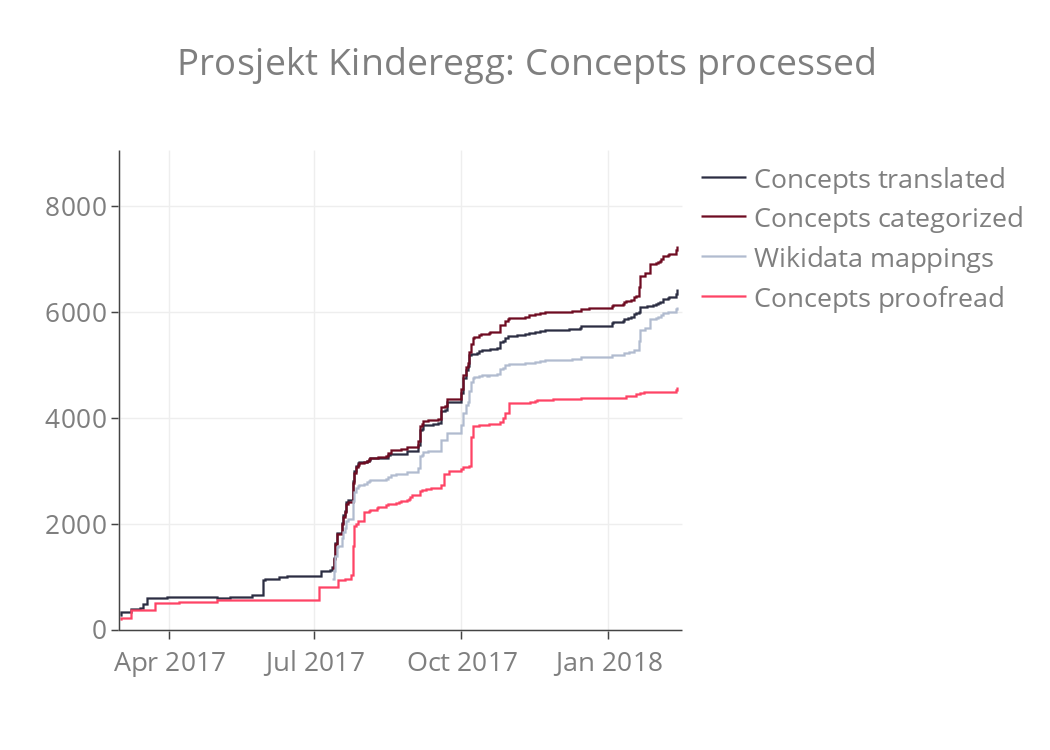 Prosjekt Kinderegg: Concepts processed
Concepts translated
Concepts categorized
Wikidata mappings
Concepts proofread
8000
6000
4000
2000
0
Apr 2017 Jul 2017 Oct 2017 Jan 2018